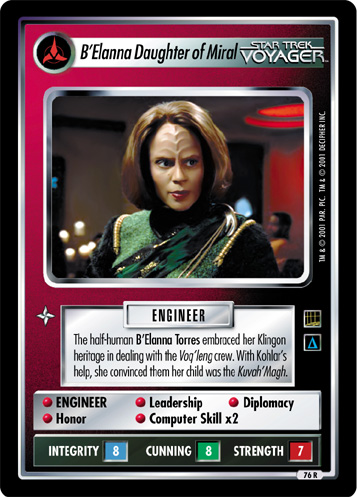 B'Elanna Daughter of Miral
STAR TREK
VOYAGER™
TM & © 2001 PAR. PIC. TM & © 2001 DECIPHER INC.
ENGINEER
The half-human B'Elanna Torres embraced her Klingon
heritage in dealing with the Voq'leng crew. With Kohlar's
help, she convinced them her child was the Kuvah'Magh.
ENGINEER Leadership Diplomacy
Honor Computer Skill x2
INTEGRITY 8 CUNNING 8 STRENGTH 7
76 R